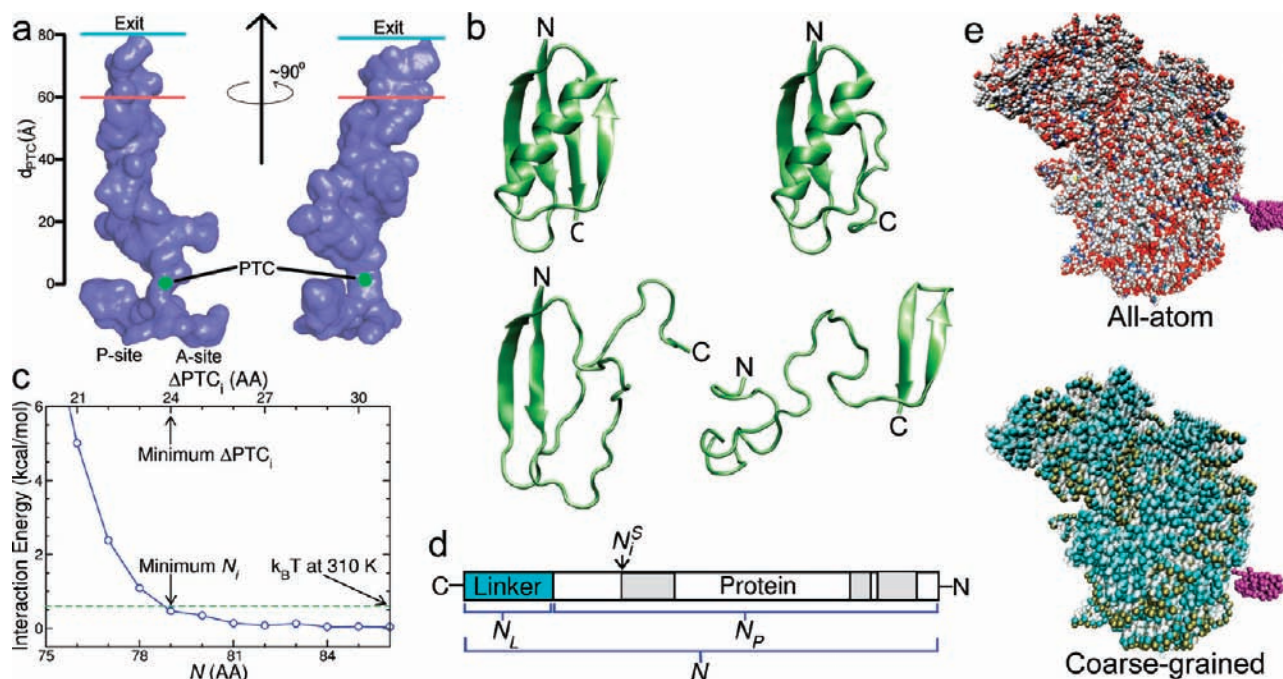 a
Exit
Exit
80
60
40
20
0
d_PTC(Å)
~90°
PTC
P-site
A-site
b
N
C
N
C
N
C
N
C
c
ΔPTC_i (AA)
21
24
27
30
Minimum ΔPTC_i
Minimum N_i
k_BT at 310 K
Interaction Energy (kcal/mol)
6
4
2
0
75
78
81
84
N (AA)
d
N_i^S
C
Linker
Protein
N
N_L
N_P
N
e
All-atom
Coarse-grained